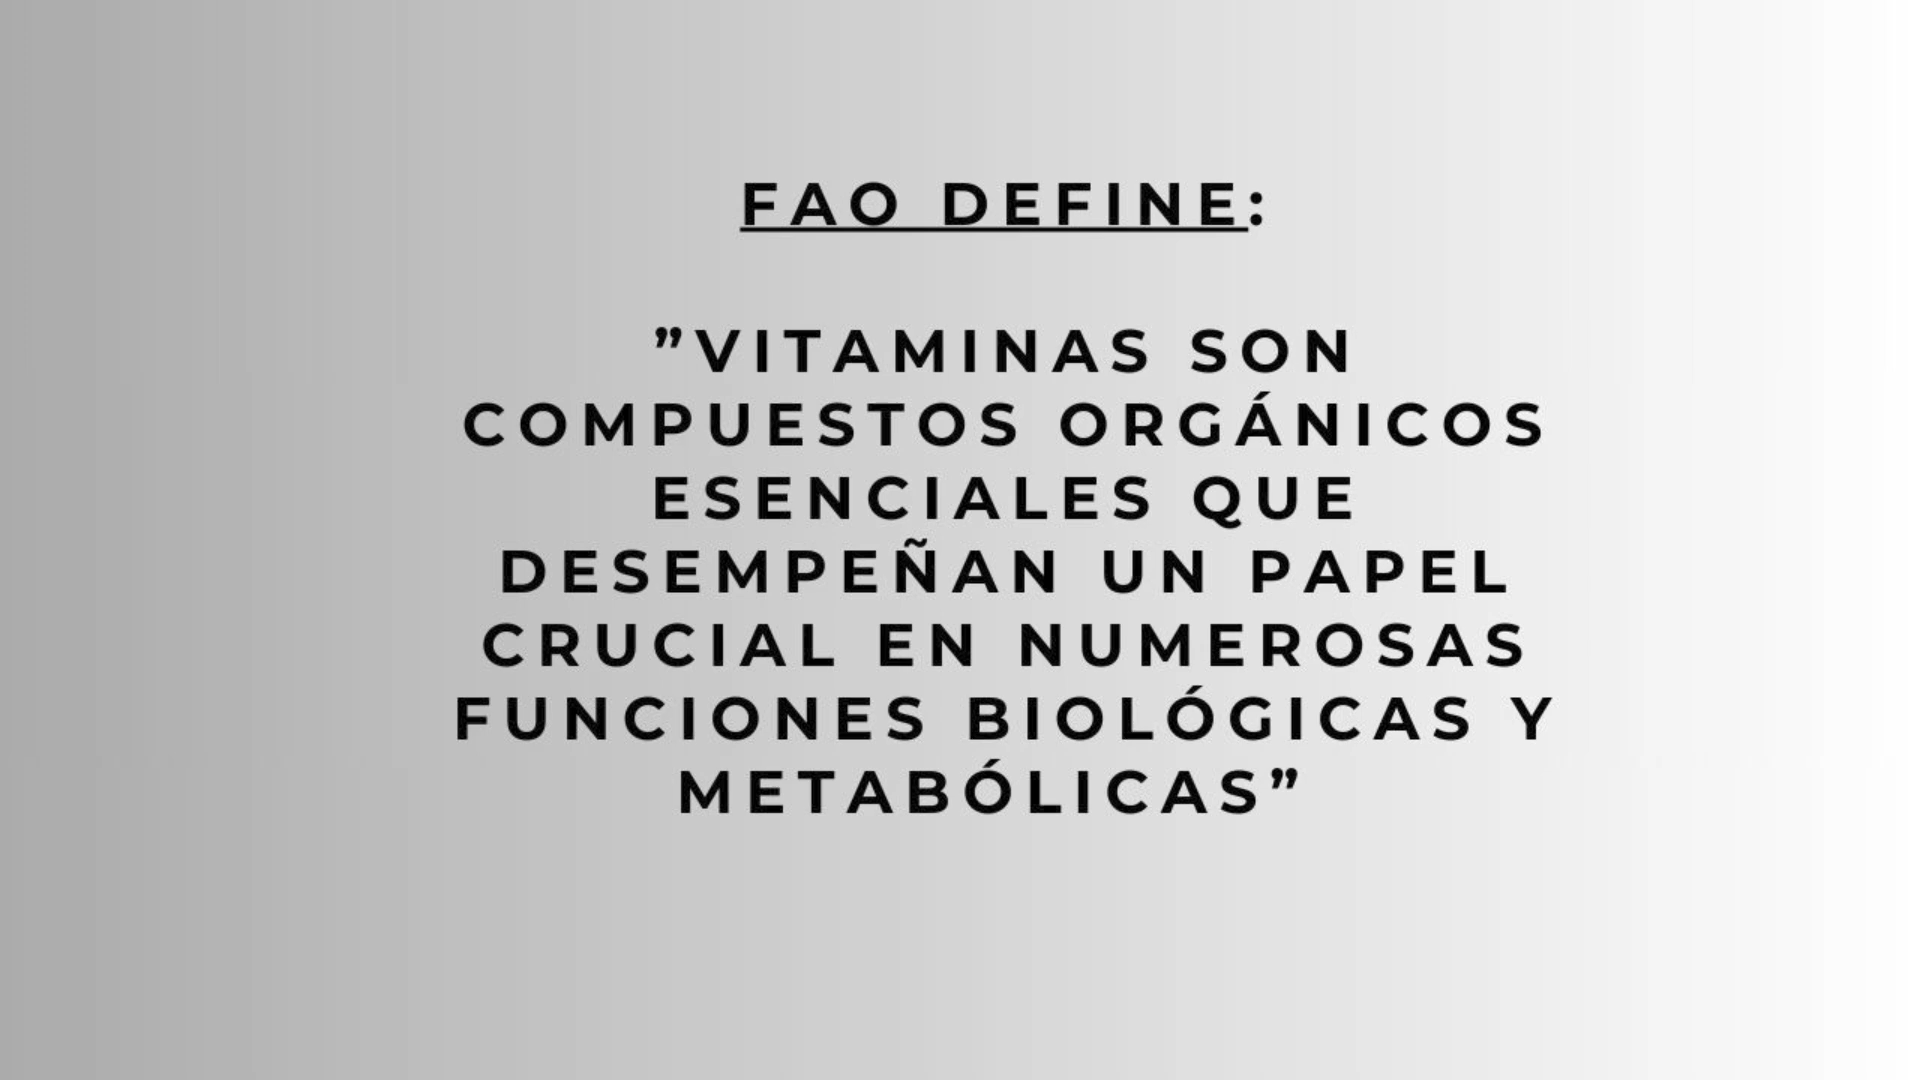 FAO DEFINE:
”VITAMINAS SON
COMPUESTOS ORGÁNICOS
ESENCIALES QUE
DESEMPEÑAN UN PAPEL
CRUCIAL EN NUMEROSAS
FUNCIONES BIOLÓGICAS Y
METABÓLICAS”